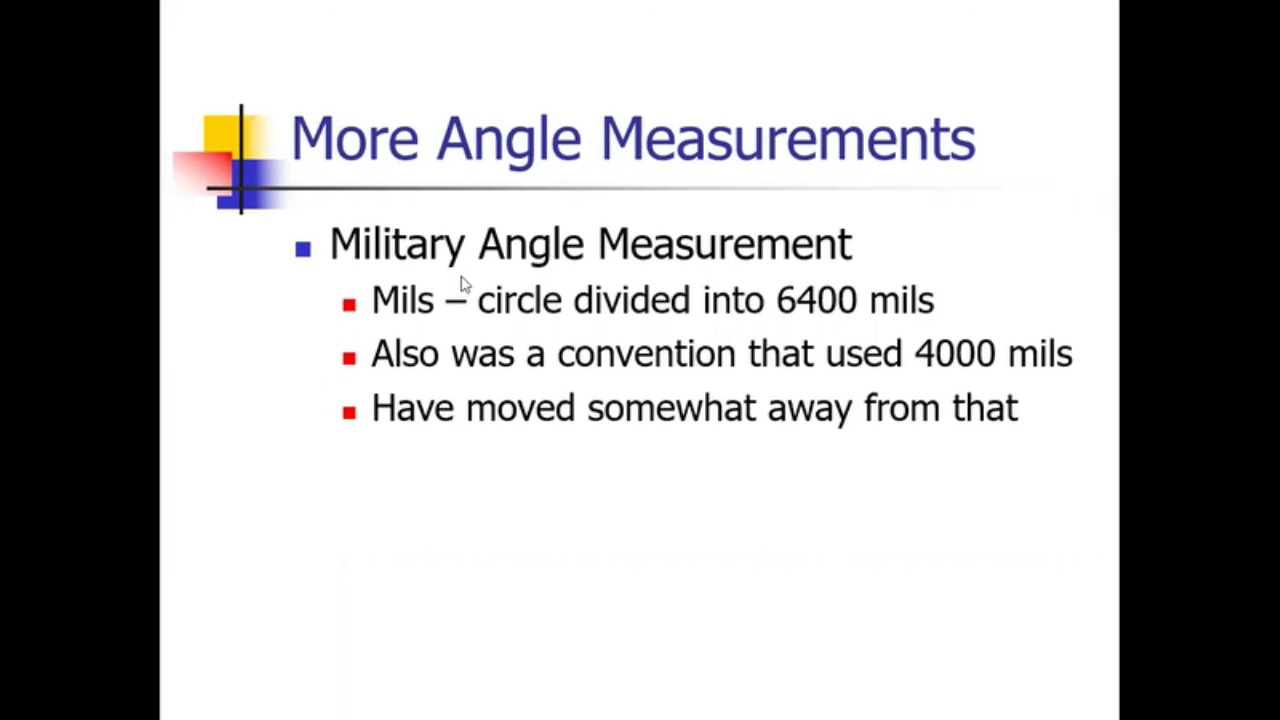 More Angle Measurements
Military Angle Measurement
Mils – circle divided into 6400 mils
Also was a convention that used 4000 mils
Have moved somewhat away from that